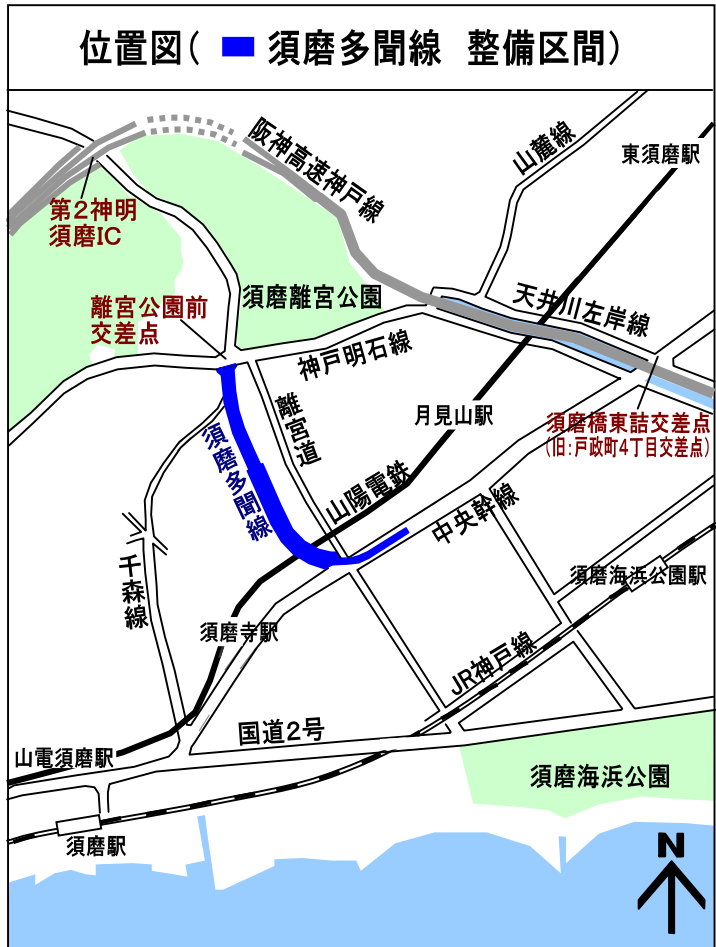 位置図( 須磨多聞線 整備区間)
阪神高速神戸線
山麓線
東須磨駅
第2神明
須磨IC
離宮公園前
交差点
須磨離宮公園
天井川左岸線
神戸明石線
離宮道
月見山駅
須磨橋東詰交差点
(旧:戸政町4丁目交差点)
須磨多聞線
山陽電鉄
中央幹線
千森線
須磨海浜公園駅
須磨寺駅
JR神戸線
国道2号
山電須磨駅
須磨海浜公園
須磨駅
N